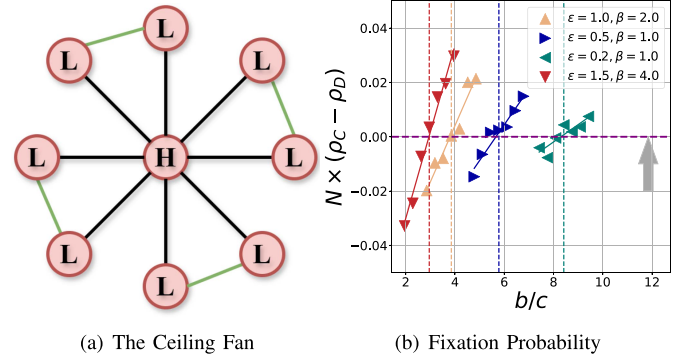 L
L
L
L
H
L
L
L
L
(a) The Ceiling Fan
N × (ρC − ρD)
0.04
0.02
0.00
−0.02
−0.04
ε = 1.0, β = 2.0
ε = 0.5, β = 1.0
ε = 0.2, β = 1.0
ε = 1.5, β = 4.0
2 4 6 8 10 12
b/c
(b) Fixation Probability